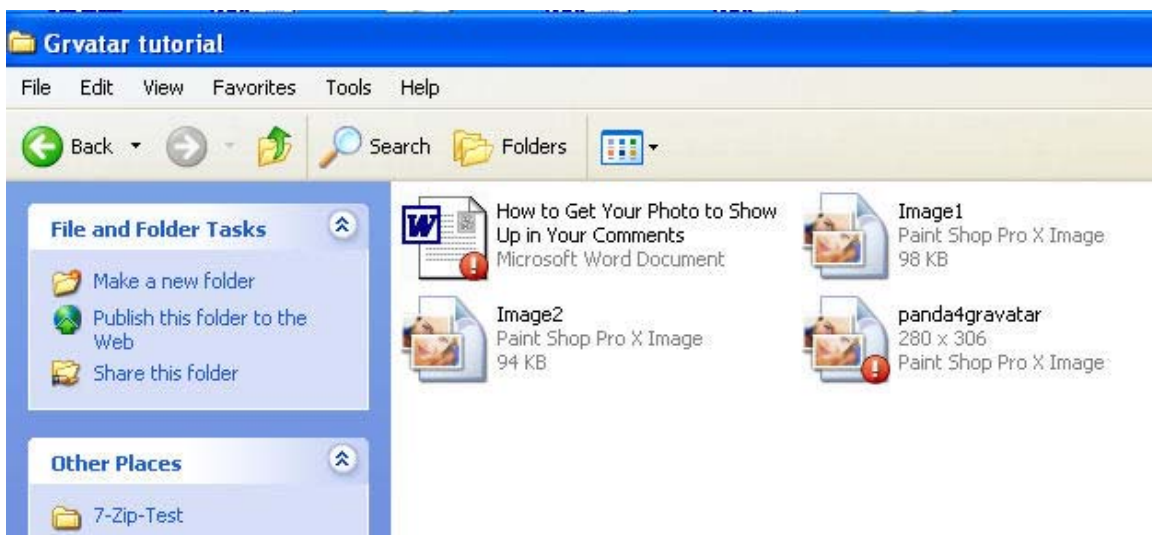 Grvatar tutorial
File Edit View Favorites Tools Help
Back Search Folders
File and Folder Tasks
Make a new folder
Publish this folder to the
Web
Share this folder
Other Places
7-Zip-Test
How to Get Your Photo to Show
Up in Your Comments
Microsoft Word Document
Image1
Paint Shop Pro X Image
98 KB
Image2
Paint Shop Pro X Image
94 KB
panda4gravatar
280 x 306
Paint Shop Pro X Image